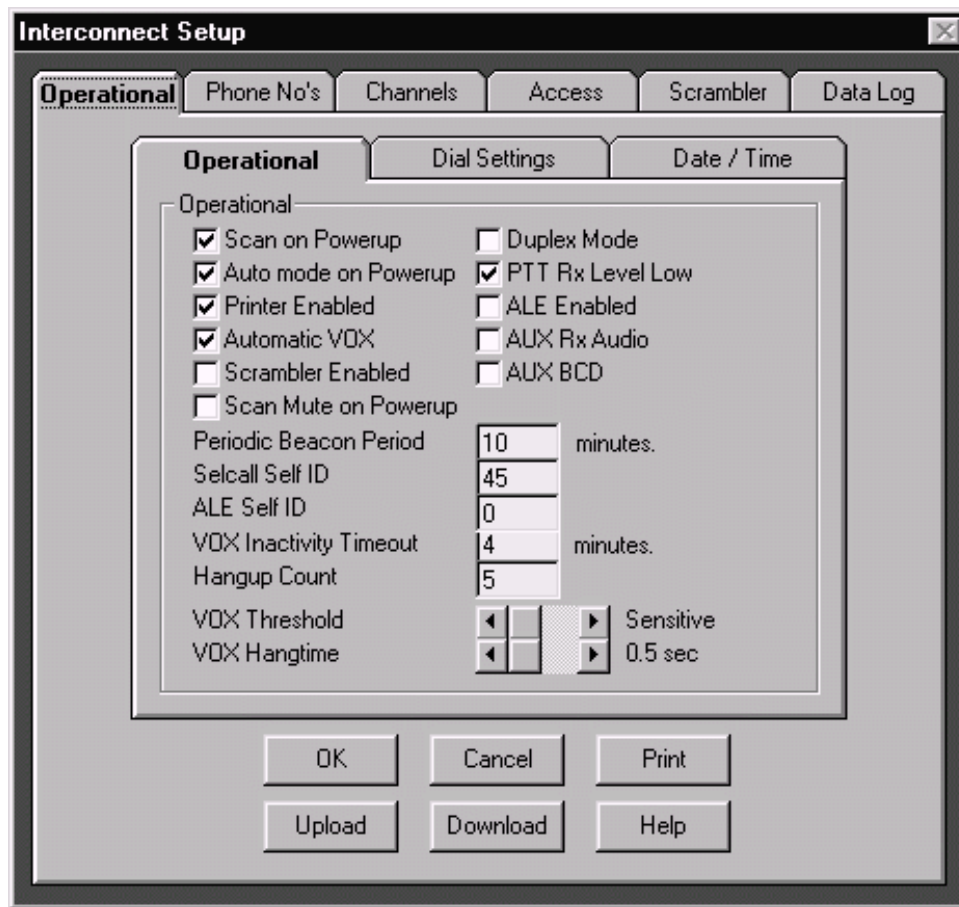 Interconnect Setup
Operational Phone No's Channels Access Scrambler Data Log
Operational Dial Settings Date / Time
Operational
Scan on Powerup Duplex Mode
Auto mode on Powerup PTT Rx Level Low
Printer Enabled ALE Enabled
Automatic VOX AUX Rx Audio
Scrambler Enabled AUX BCD
Scan Mute on Powerup
Periodic Beacon Period 10 minutes.
Selcall Self ID 45
ALE Self ID 0
VOX Inactivity Timeout 4 minutes.
Hangup Count 5
VOX Threshold Sensitive
VOX Hangtime 0.5 sec
OK Cancel Print
Upload Download Help